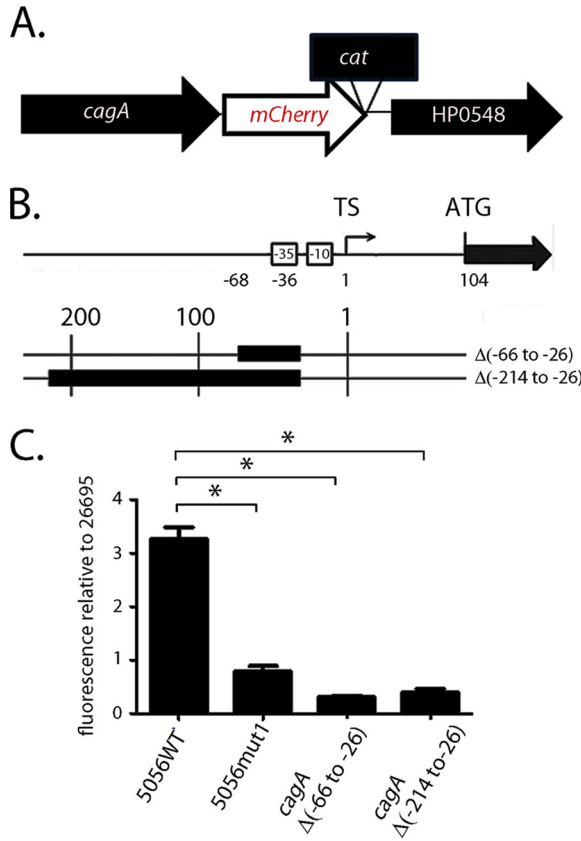 A.
cat
cagA
mCherry
HP0548
B.
TS
ATG
-35
-10
-68
-36
1
104
200
100
1
Δ(-66 to -26)
Δ(-214 to -26)
C.
*
*
*
fluorescence relative to 26695
4
3
2
1
0
5056WT
5056mut1
cagA
Δ(-66 to -26)
cagA
Δ(-214 to-26)